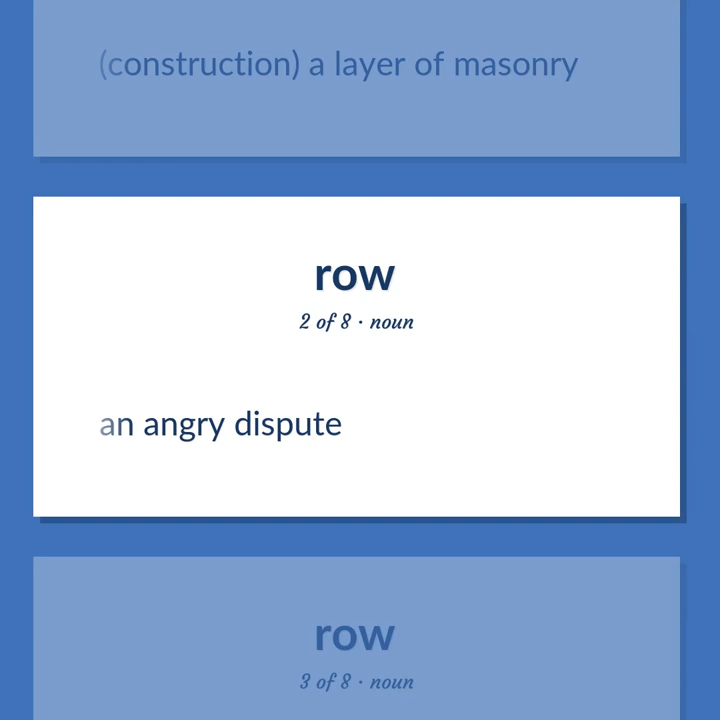 (construction) a layer of masonry
row
2 of 8 · noun
an angry dispute
row
3 of 8 · noun